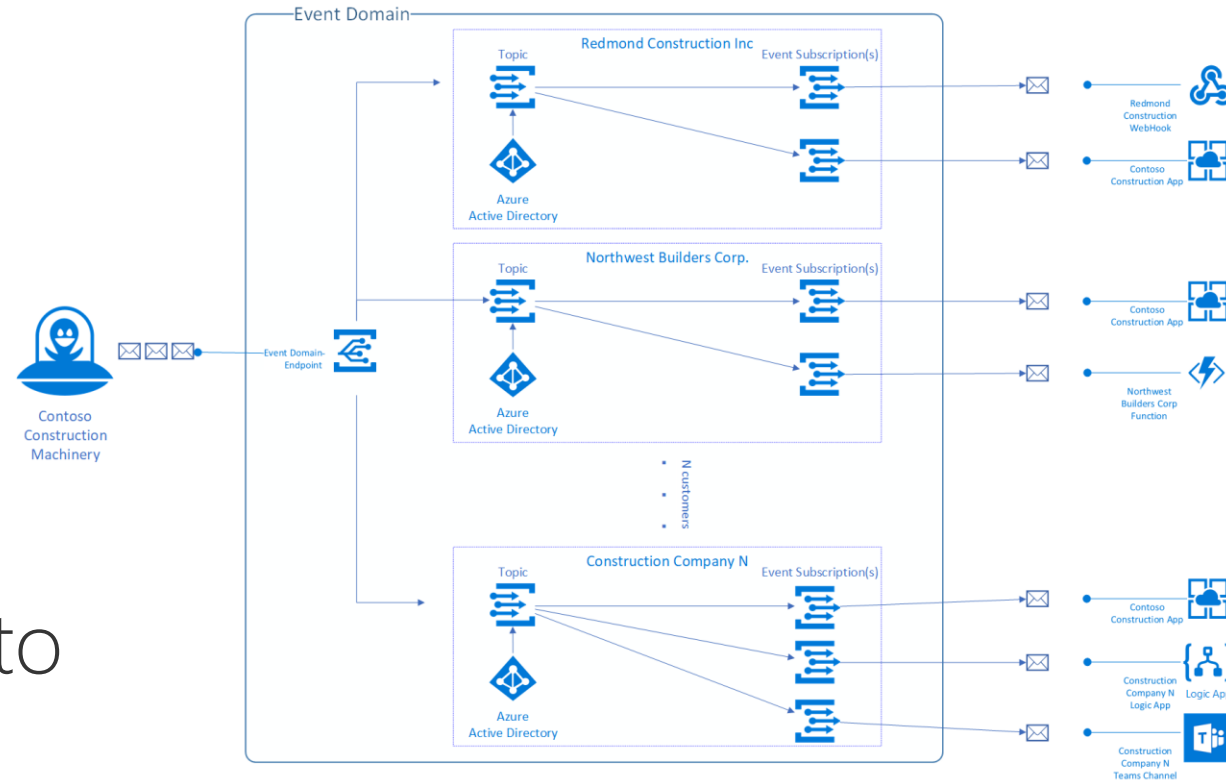 Event Domain
Redmond Construction Inc
Topic
Event Subscription(s)
Azure
Active Directory
Redmond
Construction
WebHook
Contoso
Construction App
Northwest Builders Corp.
Topic
Event Subscription(s)
Azure
Active Directory
Contoso
Construction App
Northwest
Builders Corp
Function
Event Domain
Endpoint
Contoso
Construction
Machinery
N customers
Construction Company N
Topic
Event Subscription(s)
Azure
Active Directory
Contoso
Construction App
Construction
Company N
Logic App
Logic Ap
Construction
Company N
Teams Channel
T
to